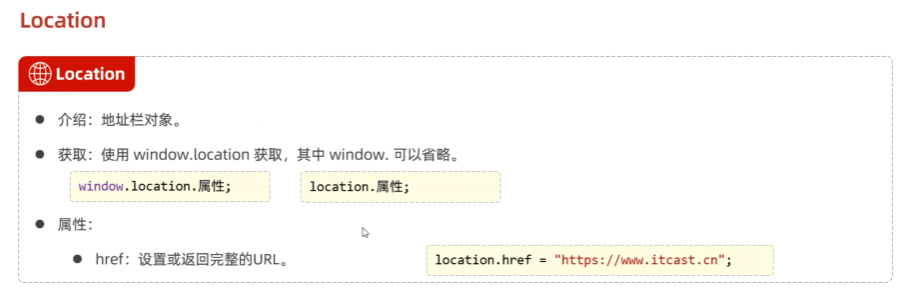 Location
Location
介绍：地址栏对象。
获取：使用 window.location 获取，其中 window. 可以省略。
window.location.属性; location.属性;
属性：
href：设置或返回完整的URL。 location.href = "https://www.itcast.cn";